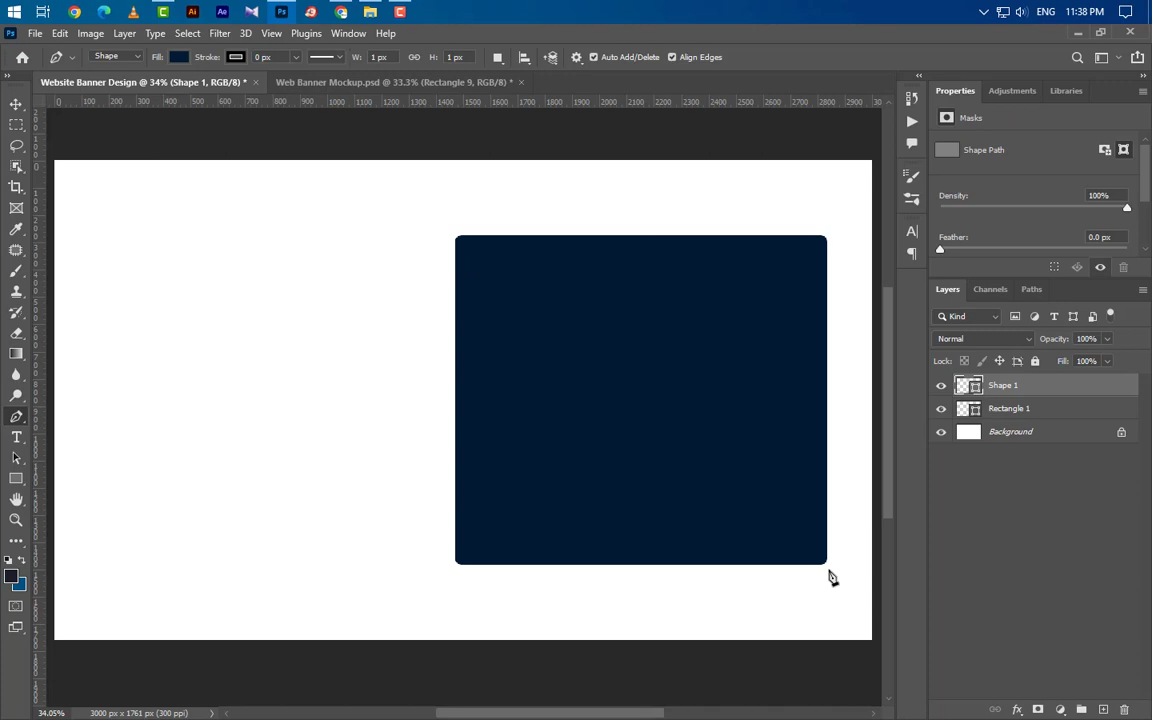 ENG 11:38 PM
Ps File Edit Image Layer Type Select Filter 3D View Plugins Window Help
Shape Fill: Stroke: 0 px W: 1 px H: 1 px Auto Add/Delete Align Edges
Website Banner Design @ 34% (Shape 1, RGB/8) * × Web Banner Mockup.psd @ 33.3% (Rectangle 9, RGB/8) * ×
0 100 200 300 400 500 600 700 800 900 1000 1100 1200 1300 1400 1500 1600 1700 1800 1900 2000 2100 2200 2300 2400 2500 2600 2700 2800 2900
Properties Adjustments Libraries
Masks
Shape Path
Density: 100%
Feather: 0.0 px
Layers Channels Paths
Kind
Normal Opacity: 100%
Lock: Fill: 100%
Shape 1
Rectangle 1
Background
34.05% 3000 px x 1761 px (300 ppi)